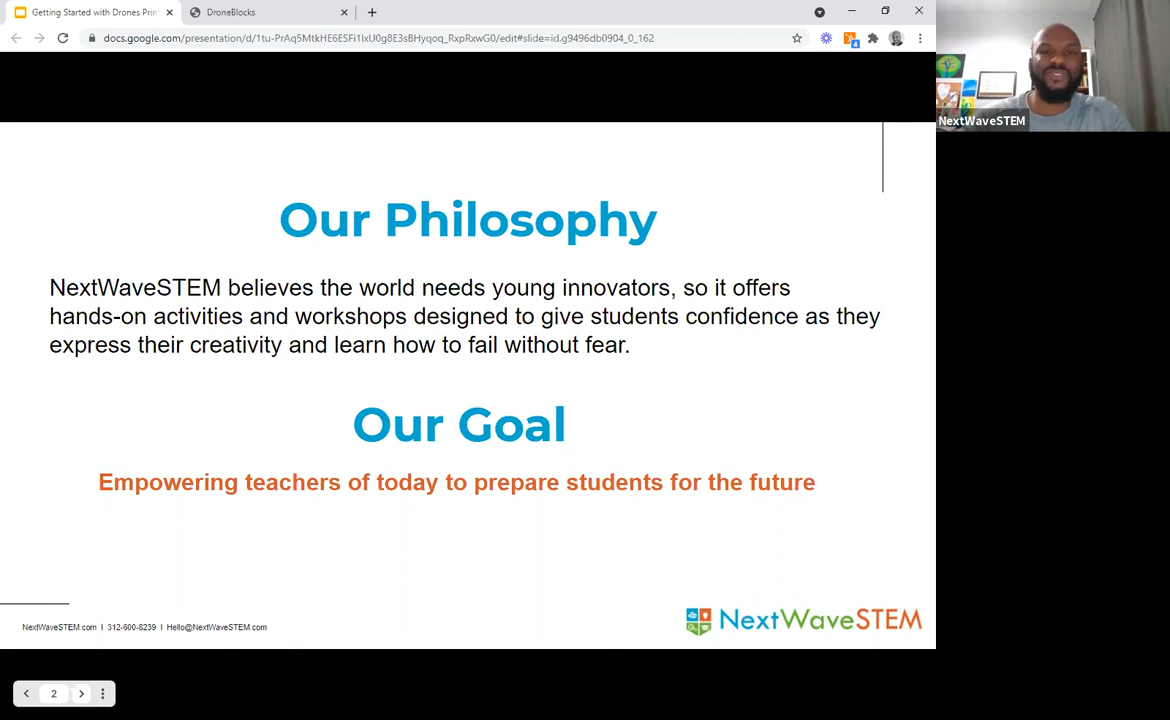 Getting Started with Drones Prin
DroneBlocks
docs.google.com/presentation/d/1tu-PrAq5MtkHE6ESFi1IxU0g8E3sBHyqoq_RxpRxwG0/edit#slide=id.g9496db0904_0_162
4
NextWaveSTEM
Our Philosophy
NextWaveSTEM believes the world needs young innovators, so it offers
hands-on activities and workshops designed to give students confidence as they
express their creativity and learn how to fail without fear.
Our Goal
Empowering teachers of today to prepare students for the future
NextWaveSTEM.com I 312-600-8239 I Hello@NextWaveSTEM.com
NextWaveSTEM
2